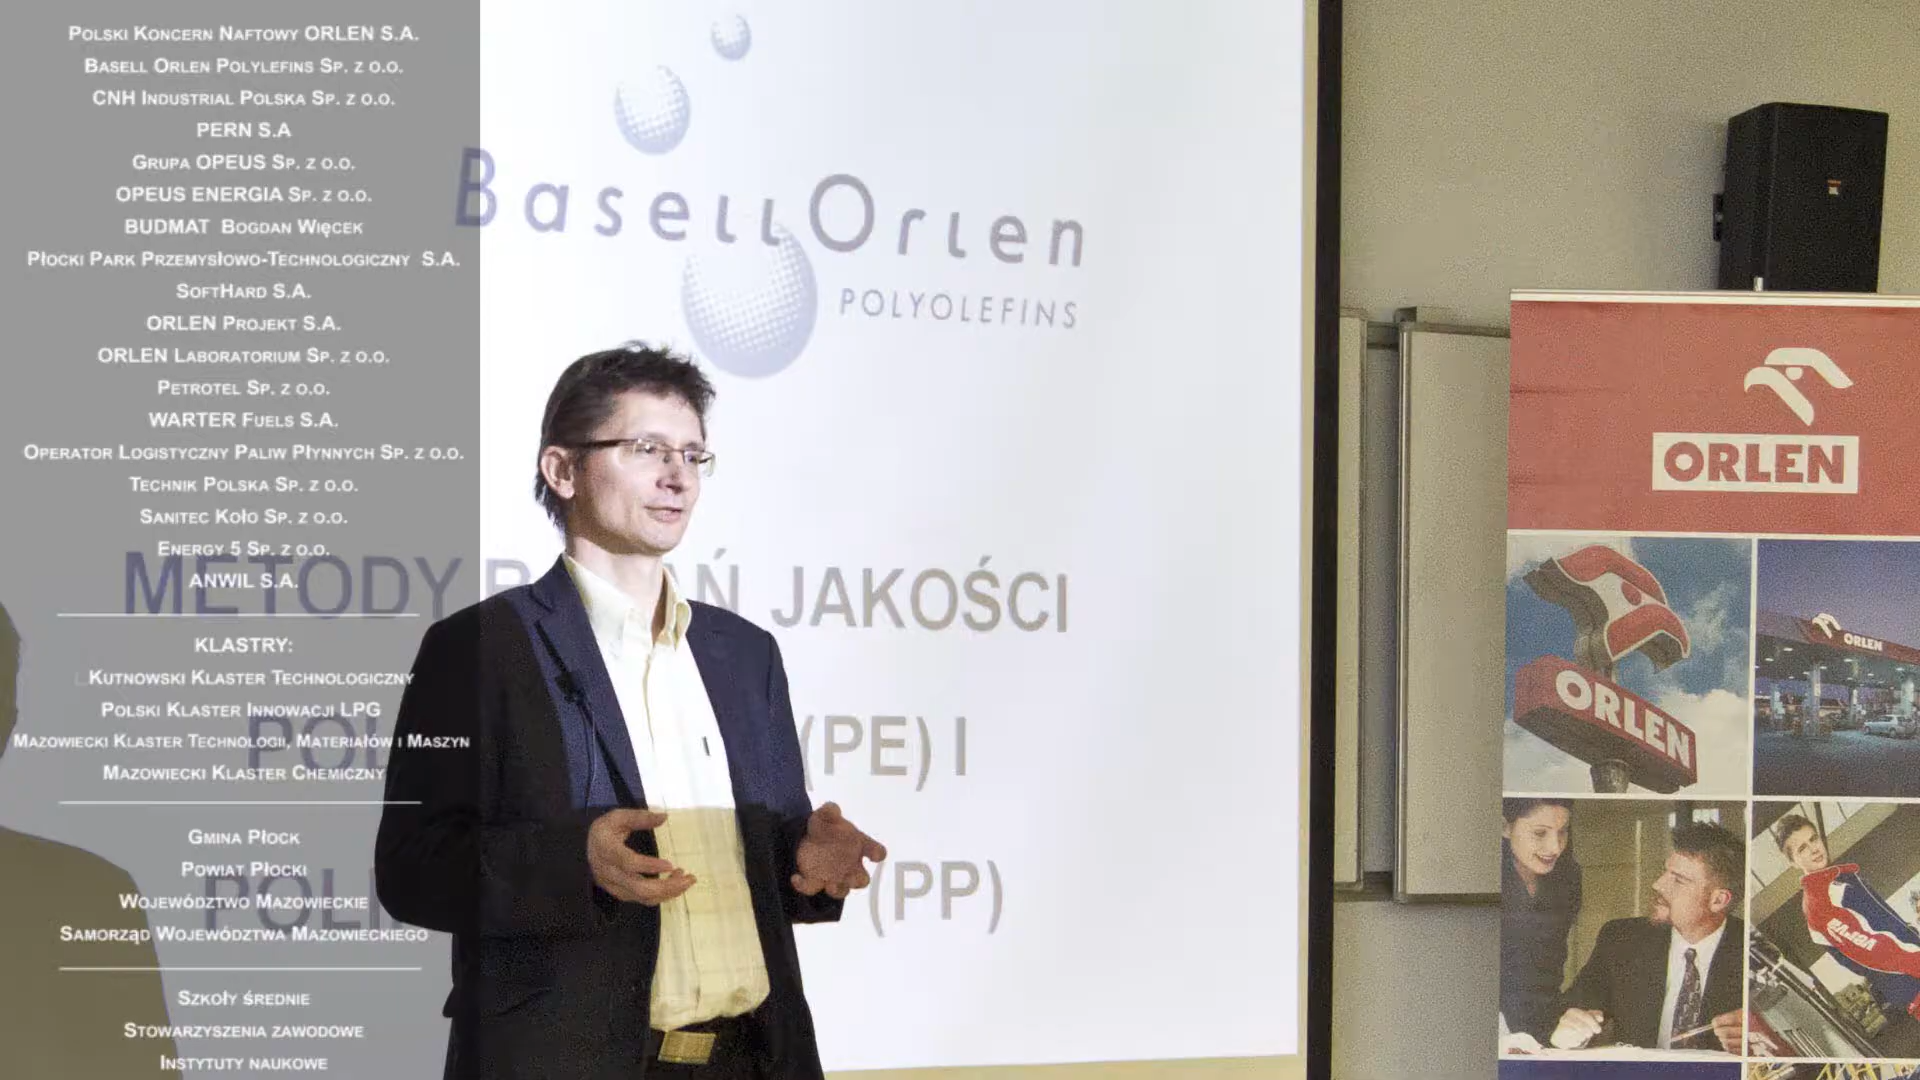 POLSKI KONCERN NAFTOWY ORLEN S.A.
BASELL ORLEN POLYLEFINS SP. Z O.O.
CNH INDUSTRIAL POLSKA SP. Z O.O.
PERN S.A
GRUPA OPEUS SP. Z O.O.
OPEUS ENERGIA SP. Z O.O.
BUDMAT BOGDAN WIĘCEK
PŁOCKI PARK PRZEMYSŁOWO-TECHNOLOGICZNY S.A.
SOFTHARD S.A.
ORLEN PROJEKT S.A.
ORLEN LABORATORIUM SP. Z O.O.
PETROTEL SP. Z O.O.
WARTER FUELS S.A.
OPERATOR LOGISTYCZNY PALIW PŁYNNYCH SP. Z O.O.
TECHNIK POLSKA SP. Z O.O.
SANITEC KOŁO SP. Z O.O.
ENERGY 5 SP. Z O.O.
ANWIL S.A.
KLASTRY:
KUTNOWSKI KLASTER TECHNOLOGICZNY
POLSKI KLASTER INNOWACJI LPG
MAZOWIECKI KLASTER TECHNOLOGII, MATERIAŁÓW I MASZYN
MAZOWIECKI KLASTER CHEMICZNY
GMINA PŁOCK
POWIAT PŁOCKI
WOJEWÓDZTWO MAZOWIECKIE
SAMORZĄD WOJEWÓDZTWA MAZOWIECKIEGO
SZKOŁY ŚREDNIE
STOWARZYSZENIA ZAWODOWE
INSTYTUTY NAUKOWE
Basell Orlen
POLYOLEFINS
METODY JAKOŚCI
(PE) I
(PP)
ORLEN
ORLEN
ORLEN